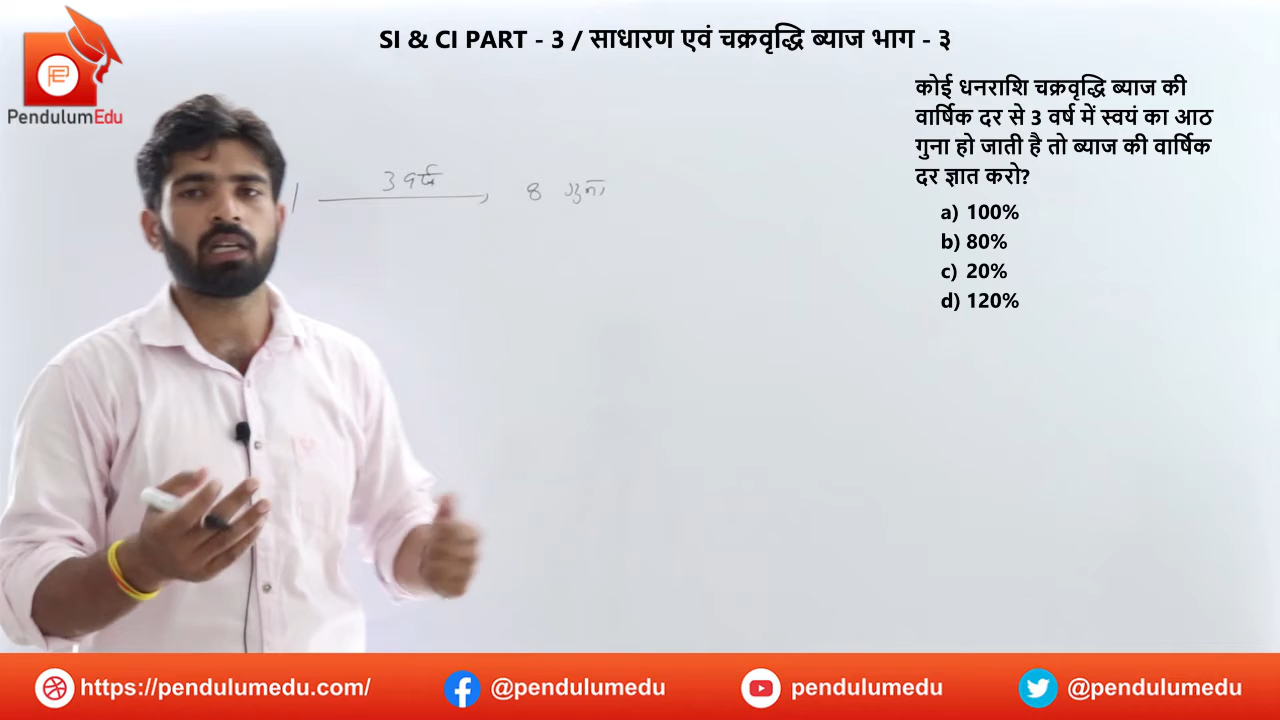 SI & CI PART - 3 / साधारण एवं चक्रवृद्धि ब्याज भाग - ३
PendulumEdu
कोई धनराशि चक्रवृद्धि ब्याज की
वार्षिक दर से 3 वर्ष में स्वयं का आठ
गुना हो जाती है तो ब्याज की वार्षिक
दर ज्ञात करो?
a) 100%
b) 80%
c) 20%
d) 120%
1 3 वर्ष 8 गुना
https://pendulumedu.com/ @pendulumedu pendulumedu @pendulumedu